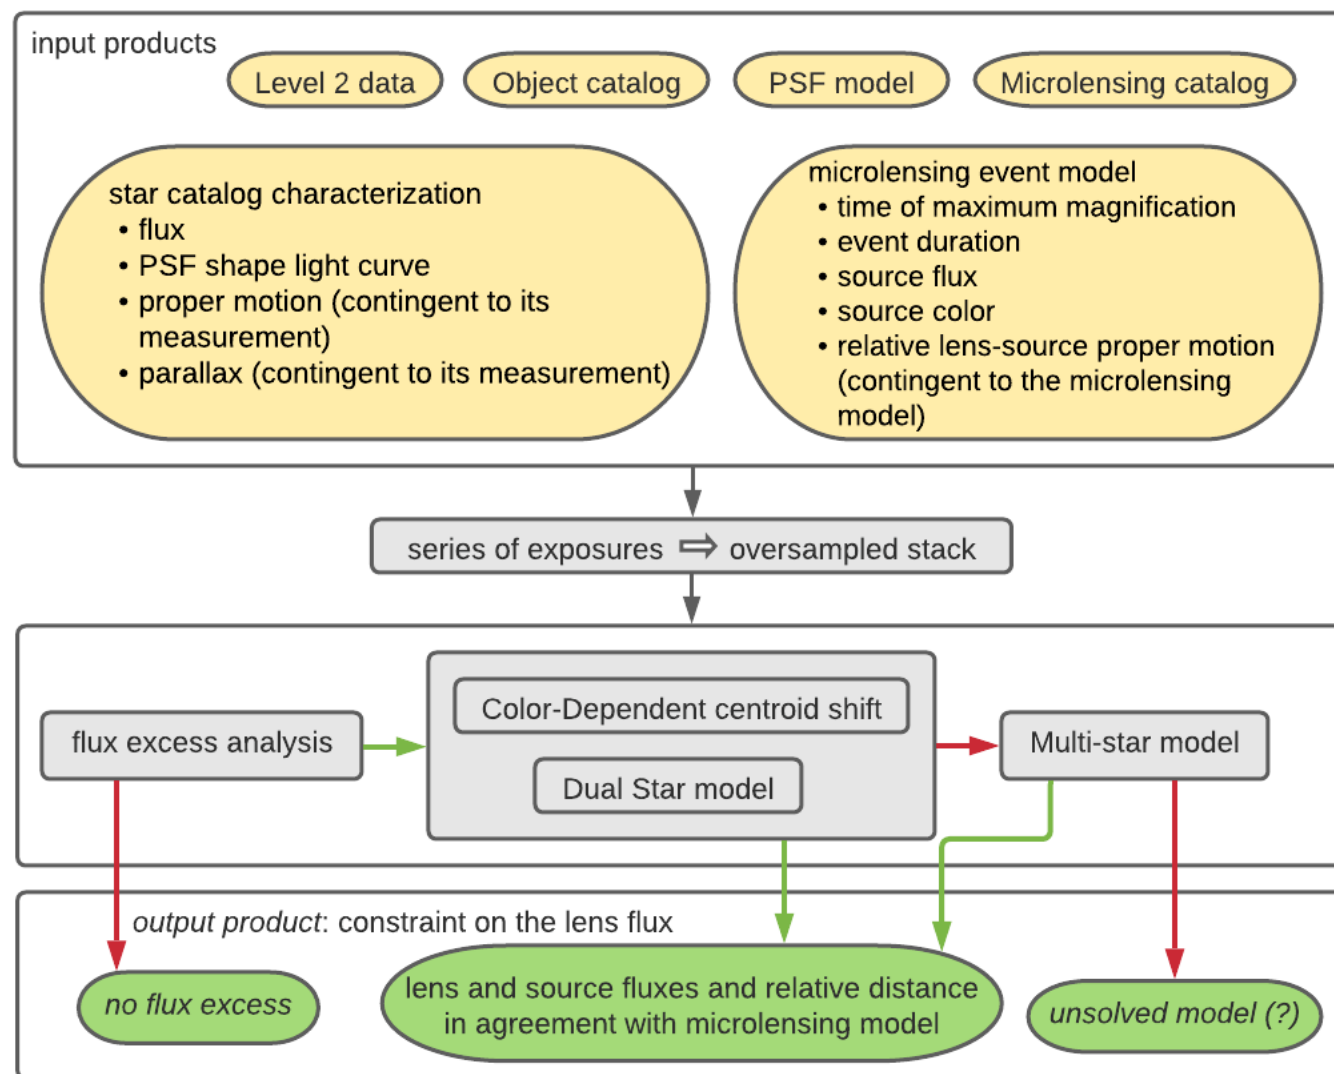 input products
Level 2 data
Object catalog
PSF model
Microlensing catalog
star catalog characterization
• flux
• PSF shape light curve
• proper motion (contingent to its
measurement)
• parallax (contingent to its measurement)
microlensing event model
• time of maximum magnification
• event duration
• source flux
• source color
• relative lens-source proper motion
(contingent to the microlensing
model)
series of exposures ⇨ oversampled stack
flux excess analysis
Color-Dependent centroid shift
Dual Star model
Multi-star model
output product: constraint on the lens flux
no flux excess
lens and source fluxes and relative distance
in agreement with microlensing model
unsolved model (?)